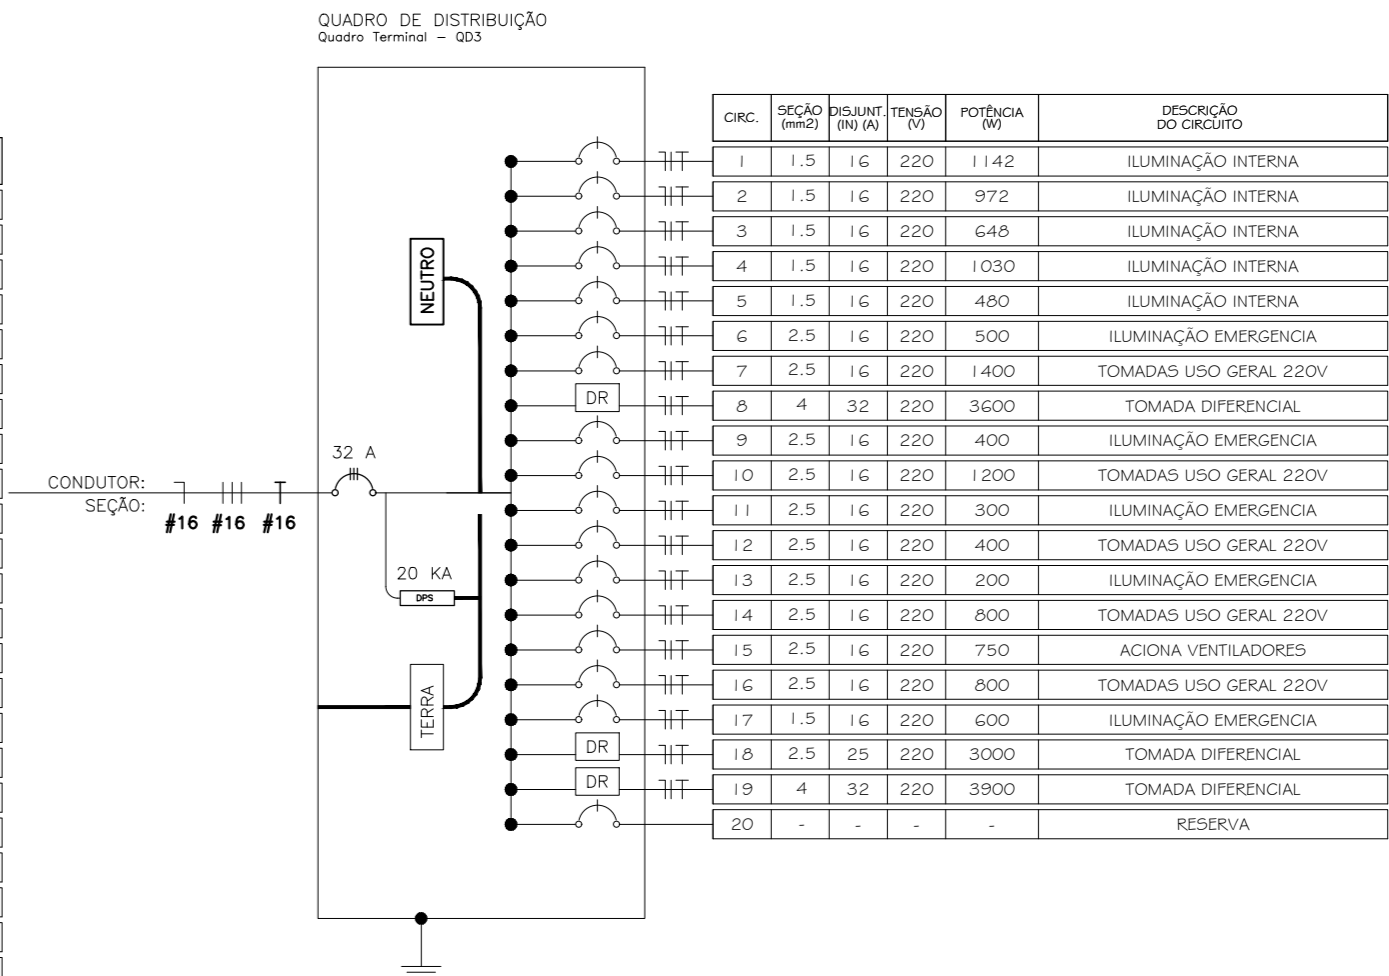 QUADRO DE DISTRIBUIÇÃO
Quadro Terminal – QD3
CIRC. SEÇÃO (mm2) DISJUNT. (IN) (A) TENSÃO (V) POTÊNCIA (W) DESCRIÇÃO DO CIRCUITO
1 1.5 16 220 1142 ILUMINAÇÃO INTERNA
2 1.5 16 220 972 ILUMINAÇÃO INTERNA
3 1.5 16 220 648 ILUMINAÇÃO INTERNA
4 1.5 16 220 1030 ILUMINAÇÃO INTERNA
5 1.5 16 220 480 ILUMINAÇÃO INTERNA
6 2.5 16 220 500 ILUMINAÇÃO EMERGENCIA
7 2.5 16 220 1400 TOMADAS USO GERAL 220V
DR 8 4 32 220 3600 TOMADA DIFERENCIAL
9 2.5 16 220 400 ILUMINAÇÃO EMERGENCIA
10 2.5 16 220 1200 TOMADAS USO GERAL 220V
11 2.5 16 220 300 ILUMINAÇÃO EMERGENCIA
12 2.5 16 220 400 TOMADAS USO GERAL 220V
13 2.5 16 220 200 ILUMINAÇÃO EMERGENCIA
14 2.5 16 220 800 TOMADAS USO GERAL 220V
15 2.5 16 220 750 ACIONA VENTILADORES
16 2.5 16 220 800 TOMADAS USO GERAL 220V
17 1.5 16 220 600 ILUMINAÇÃO EMERGENCIA
DR 18 2.5 25 220 3000 TOMADA DIFERENCIAL
DR 19 4 32 220 3900 TOMADA DIFERENCIAL
20 - - - - RESERVA
NEUTRO
32 A
CONDUTOR:
SEÇÃO:
#16 #16 #16
20 KA
DPS
TERRA